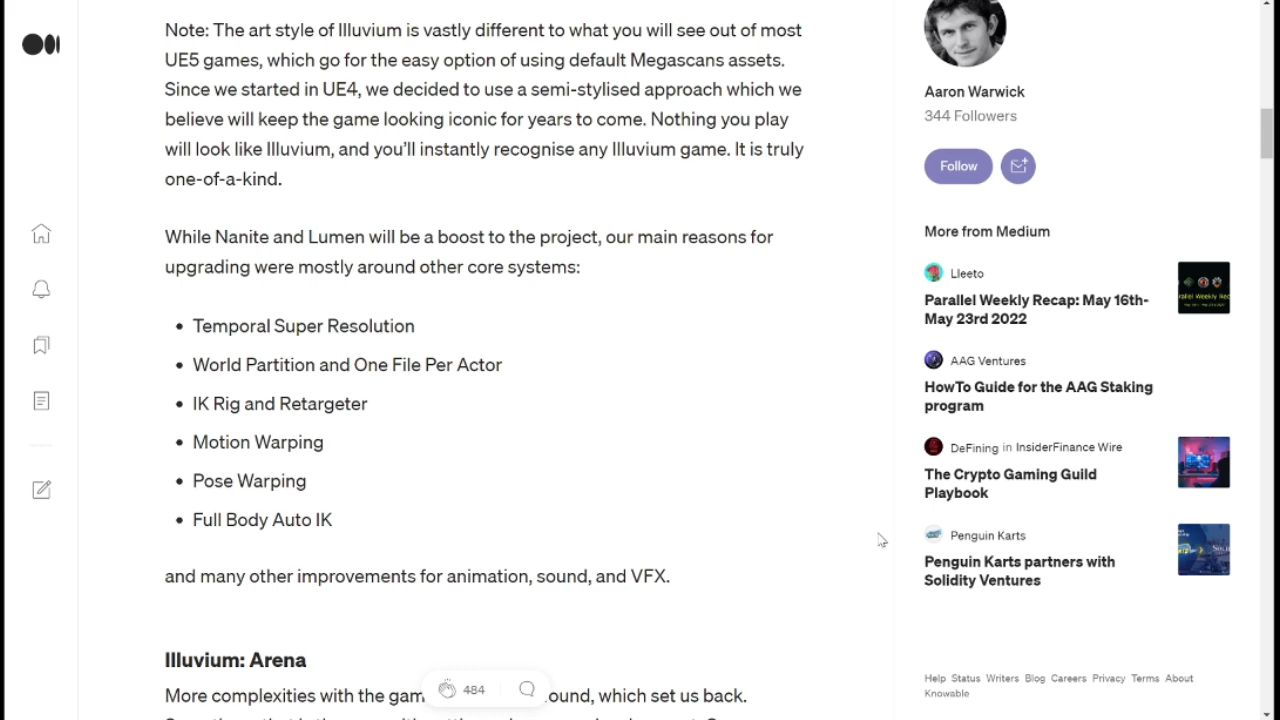 Note: The art style of Illuvium is vastly different to what you will see out of most
UE5 games, which go for the easy option of using default Megascans assets.
Since we started in UE4, we decided to use a semi-stylised approach which we
believe will keep the game looking iconic for years to come. Nothing you play
will look like Illuvium, and you'll instantly recognise any Illuvium game. It is truly
one-of-a-kind.
While Nanite and Lumen will be a boost to the project, our main reasons for
upgrading were mostly around other core systems:
• Temporal Super Resolution
• World Partition and One File Per Actor
• IK Rig and Retargeter
• Motion Warping
• Pose Warping
• Full Body Auto IK
and many other improvements for animation, sound, and VFX.
Illuvium: Arena
More complexities with the gam
ound, which set us back.
484
Aaron Warwick
344 Followers
Follow
More from Medium
Lleeto
Parallel Weekly Recap: May 16th-
May 23rd 2022
AAG Ventures
HowTo Guide for the AAG Staking
program
DeFining in InsiderFinance Wire
The Crypto Gaming Guild
Playbook
Penguin Karts
Penguin Karts partners with
Solidity Ventures
Help Status Writers Blog Careers Privacy Terms About
Knowable